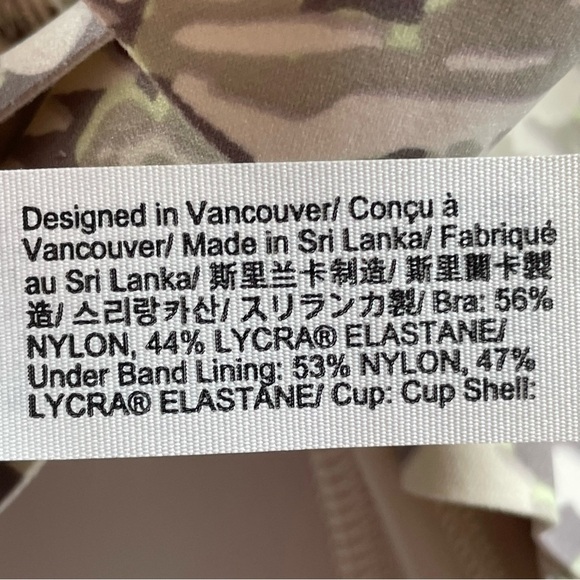 Designed in Vancouver/ Conçu à
Vancouver/ Made in Sri Lanka/ Fabriqué
au Sri Lanka/ 斯里兰卡制造/ 斯里蘭卡製
造/ 스리랑카산/ スリランカ製/ Bra: 56%
NYLON, 44% LYCRA® ELASTANE/
Under Band Lining: 53% NYLON, 47%
LYCRA® ELASTANE/ Cup: Cup Shell: